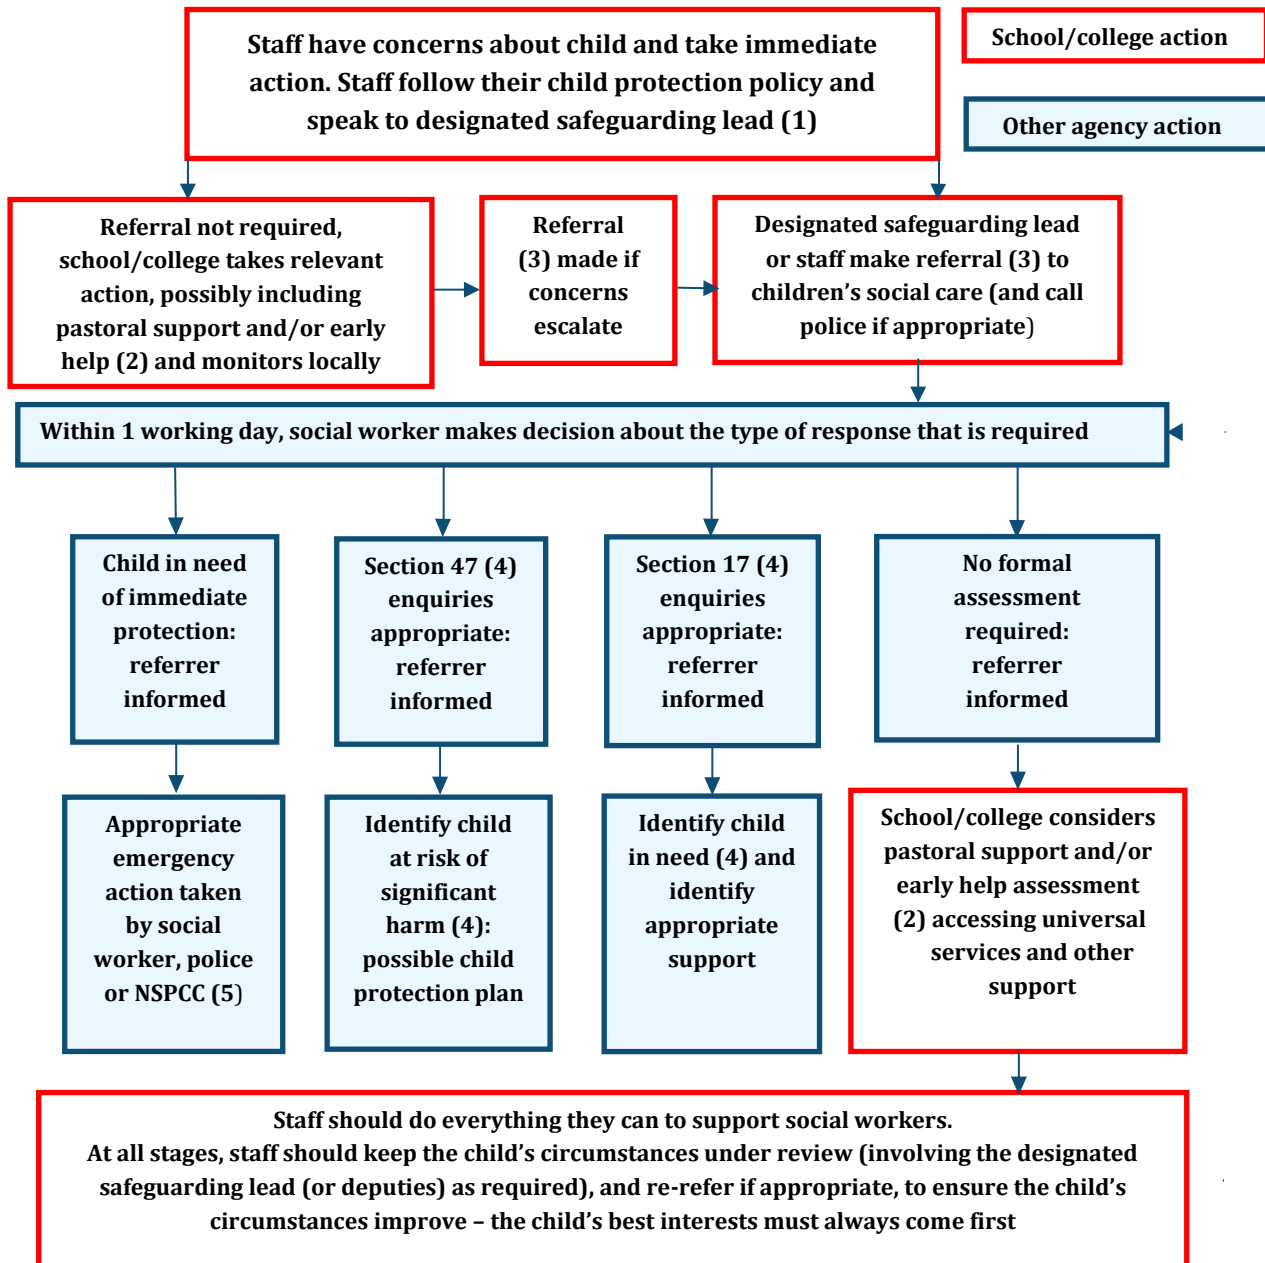 Staff have concerns about child and take immediate
action. Staff follow their child protection policy and
speak to designated safeguarding lead (1)
School/college action
Other agency action
Referral not required,
school/college takes relevant
action, possibly including
pastoral support and/or early
help (2) and monitors locally
Referral
(3) made if
concerns
escalate
Designated safeguarding lead
or staff make referral (3) to
children’s social care (and call
police if appropriate)
Within 1 working day, social worker makes decision about the type of response that is required
Child in need
of immediate
protection:
referrer
informed
Section 47 (4)
enquiries
appropriate:
referrer
informed
Section 17 (4)
enquiries
appropriate:
referrer
informed
No formal
assessment
required:
referrer
informed
Appropriate
emergency
action taken
by social
worker, police
or NSPCC (5)
Identify child
at risk of
significant
harm (4):
possible child
protection plan
Identify child
in need (4) and
identify
appropriate
support
School/college considers
pastoral support and/or
early help assessment
(2) accessing universal
services and other
support
Staff should do everything they can to support social workers.
At all stages, staff should keep the child’s circumstances under review (involving the designated
safeguarding lead (or deputies) as required), and re-refer if appropriate, to ensure the child’s
circumstances improve – the child’s best interests must always come first